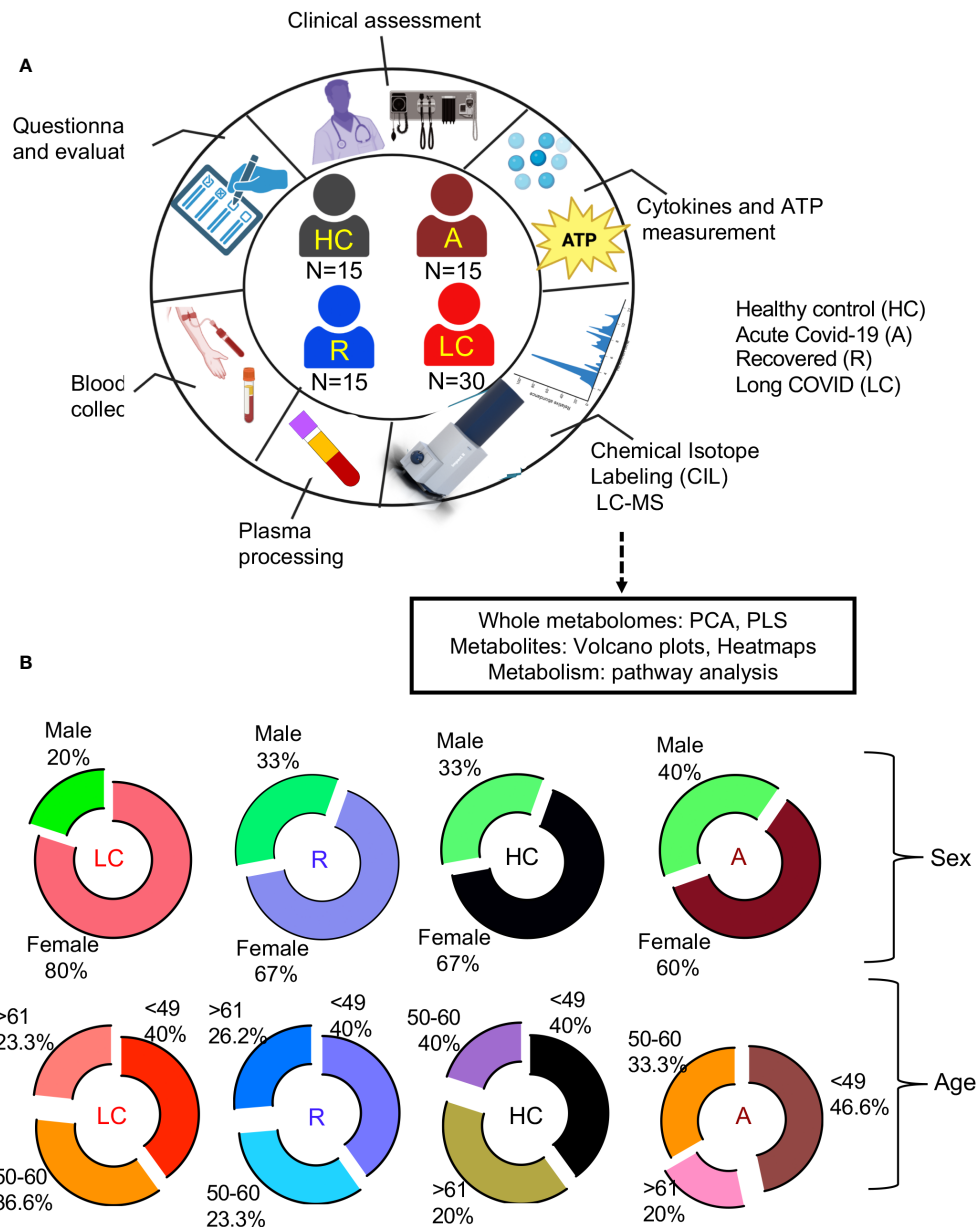 A
Clinical assessment
Questionna
and evaluat
HC
N=15
A
N=15
R
N=15
LC
N=30
ATP
Cytokines and ATP
measurement
Healthy control (HC)
Acute Covid-19 (A)
Recovered (R)
Long COVID (LC)
Relative abundance
Blood
collec
Plasma
processing
Chemical Isotope
Labeling (CIL)
LC-MS
Whole metabolomes: PCA, PLS
Metabolites: Volcano plots, Heatmaps
Metabolism: pathway analysis
B
Male
20%
LC
Female
80%
Male
33%
R
Female
67%
Male
33%
HC
Female
67%
Male
40%
A
Female
60%
Sex
>61
23.3%
<49
40%
LC
50-60
36.6%
>61
26.2%
<49
40%
R
50-60
23.3%
50-60
40%
<49
40%
HC
>61
20%
50-60
33.3%
<49
46.6%
A
>61
20%
Age